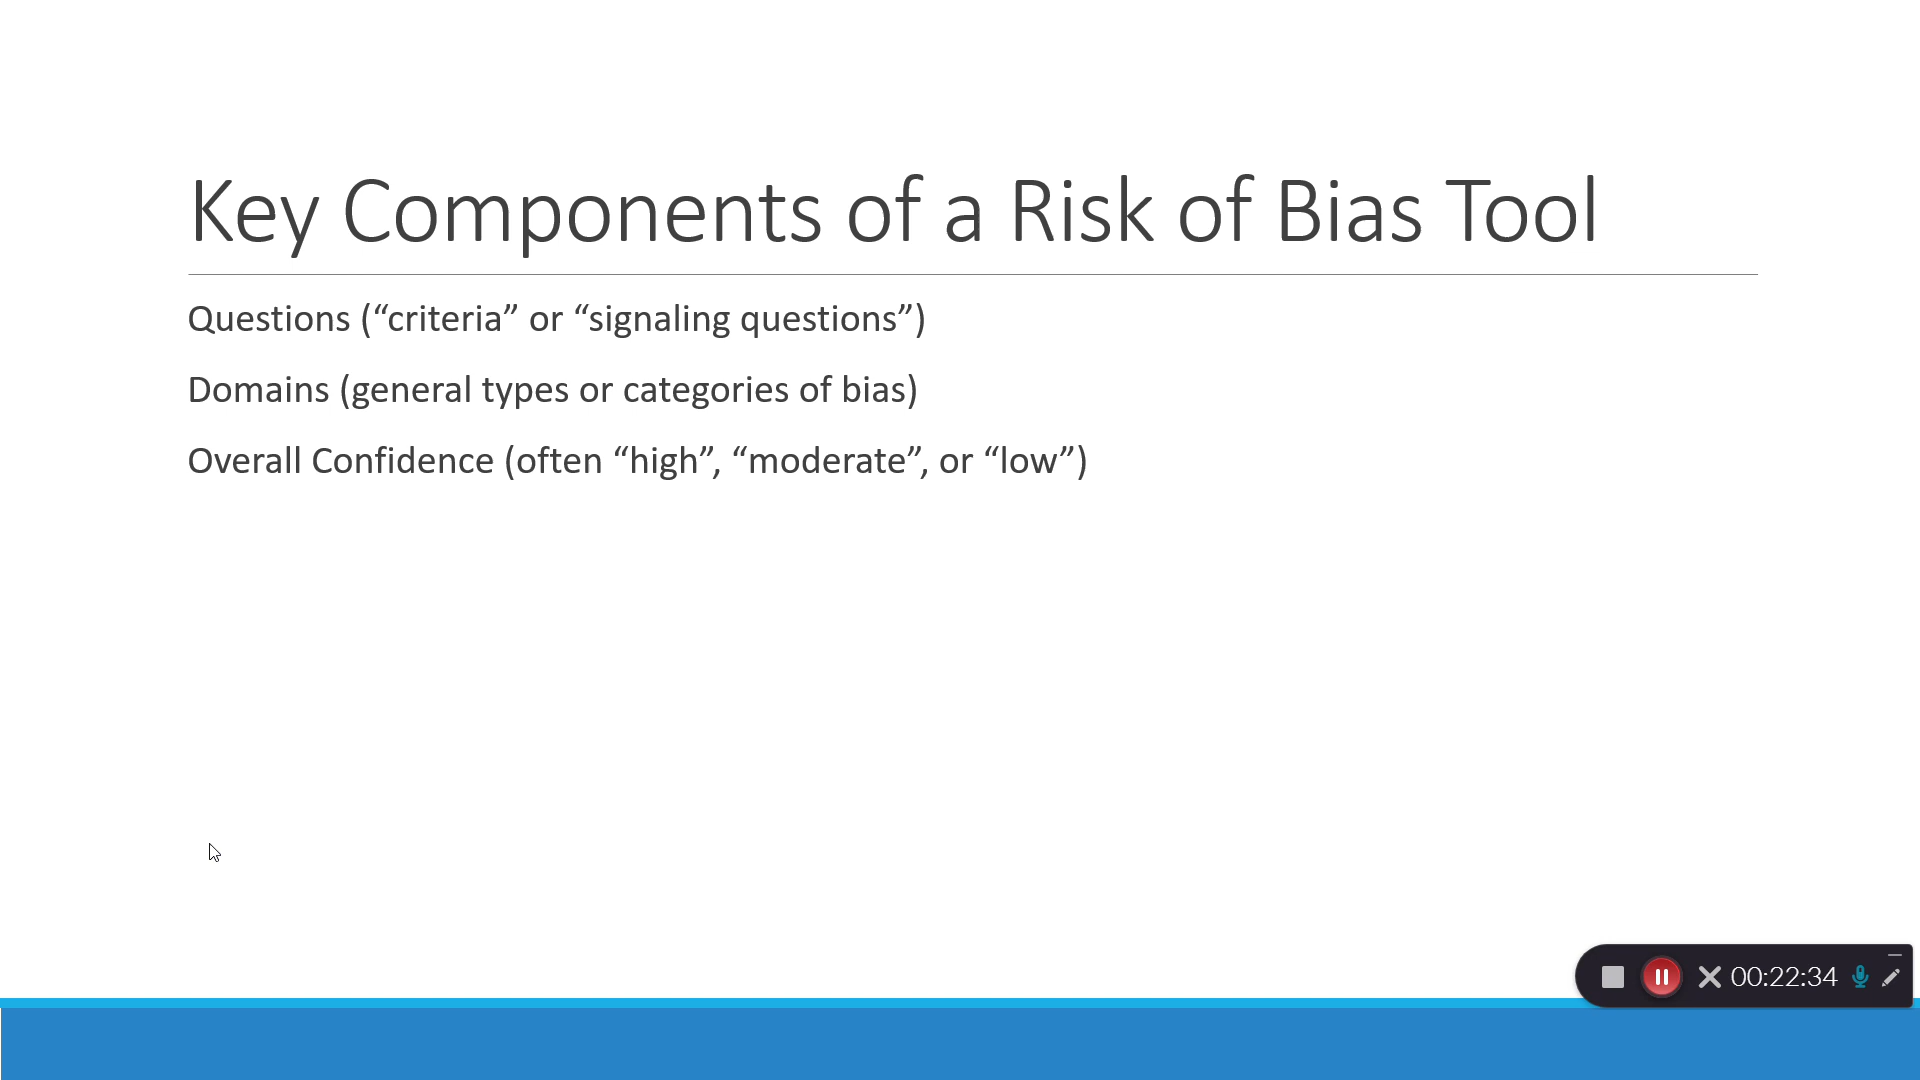 Key Components of a Risk of Bias Tool
Questions (“criteria” or “signaling questions”)
Domains (general types or categories of bias)
Overall Confidence (often “high”, “moderate”, or “low”)
00:22:34